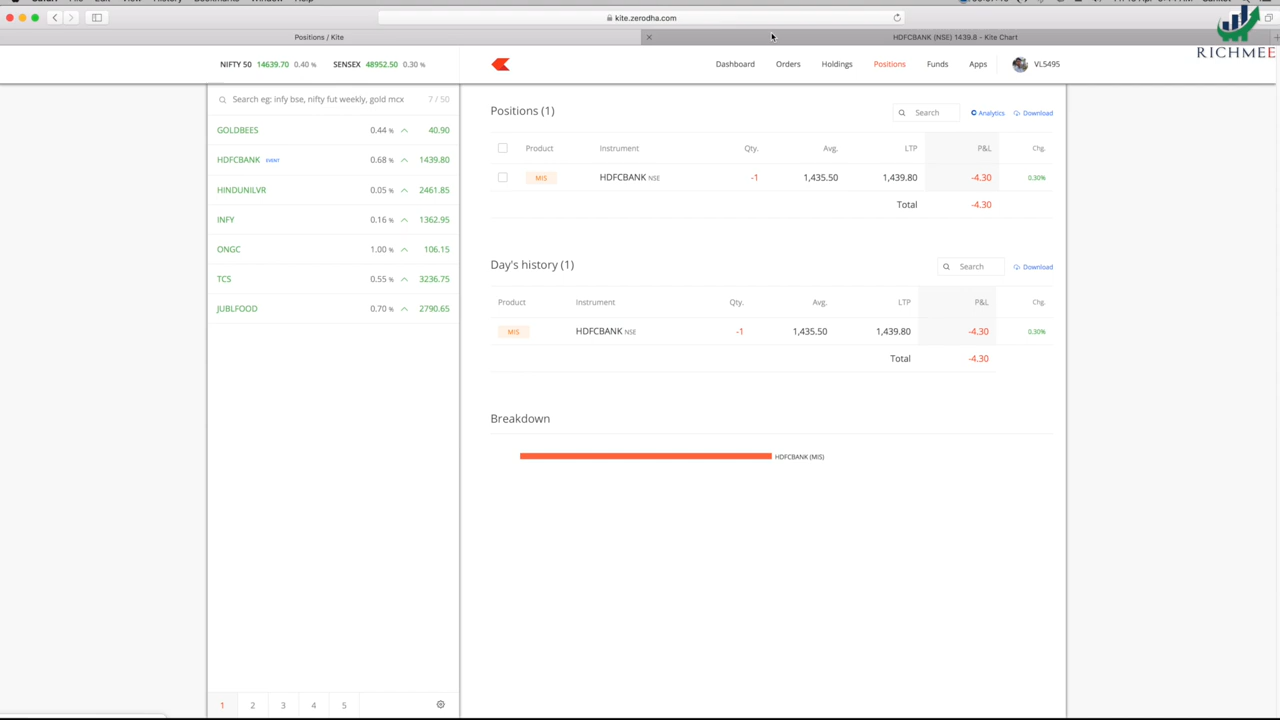 kite.zerodha.com
Positions / Kite
HDFCBANK (NSE) 1439.8 - Kite Chart
RICHMEE
NIFTY 50 14639.70 0.40 %
SENSEX 48952.50 0.30 %
Dashboard Orders Holdings Positions Funds Apps VL5495
Search eg: infy bse, nifty fut weekly, gold mcx 7 / 50
GOLDBEES 0.44 % 40.90
HDFCBANK EVENT 0.68 % 1439.80
HINDUNILVR 0.05 % 2461.85
INFY 0.16 % 1362.95
ONGC 1.00 % 106.15
TCS 0.55 % 3236.75
JUBLFOOD 0.70 % 2790.65
1 2 3 4 5
Positions (1) Search Analytics Download
Product Instrument Qty. Avg. LTP P&L Chg.
MIS HDFCBANK NSE -1 1,435.50 1,439.80 -4.30 0.30%
Total -4.30
Day's history (1) Search Download
Product Instrument Qty. Avg. LTP P&L Chg.
MIS HDFCBANK NSE -1 1,435.50 1,439.80 -4.30 0.30%
Total -4.30
Breakdown
HDFCBANK (MIS)